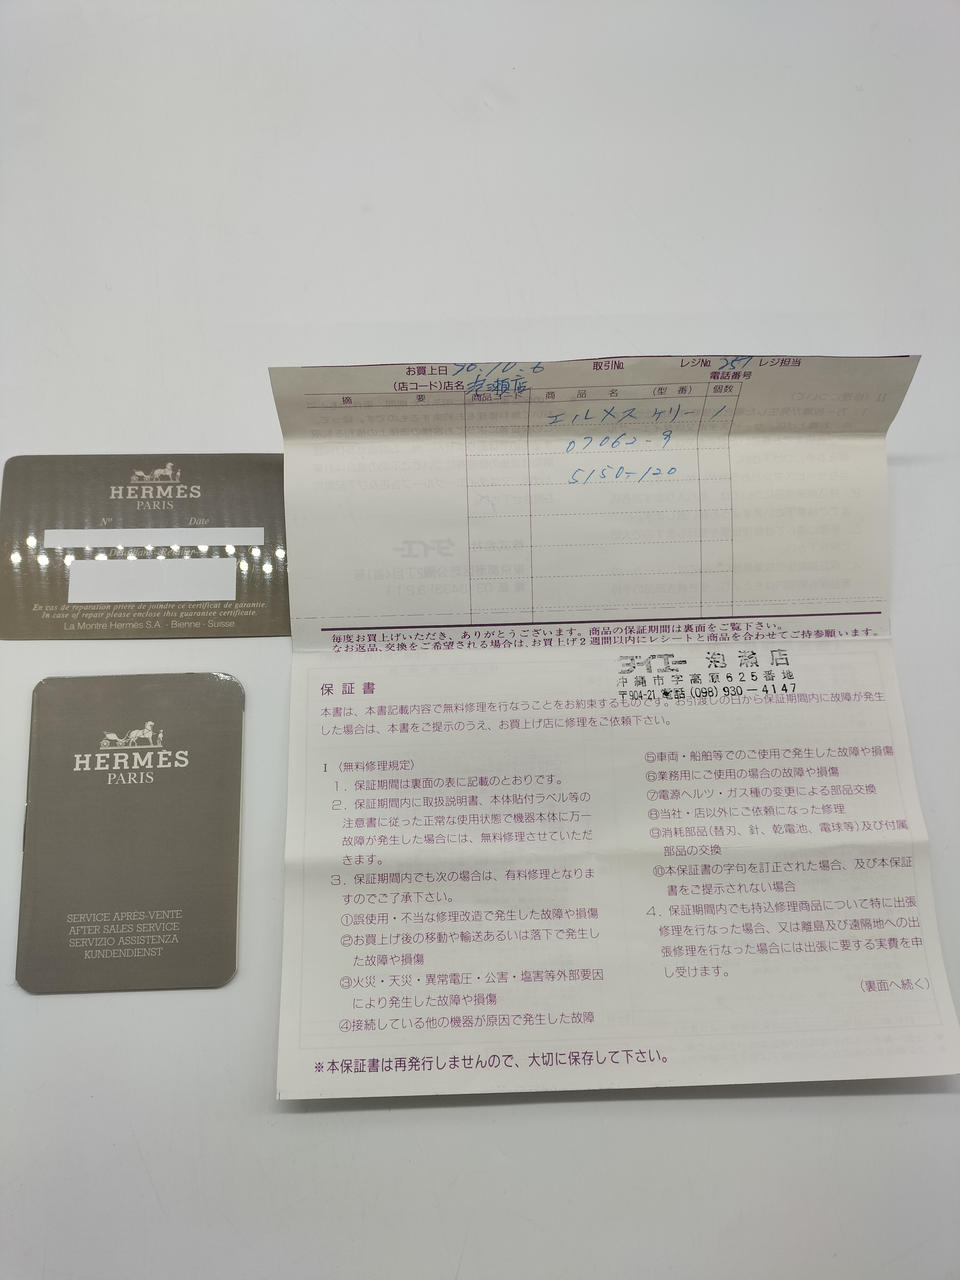 HERMÈS
PARIS
Nº Date
Détaillant - Retailer
En cas de reparation priere de joindre ce certificat de garantie.
In case of repair please enclose this guarantee certificate.
La Montre Hermès S.A. - Bienne - Suisse
HERMÈS
PARIS
SERVICE APRÈS-VENTE
AFTER SALES SERVICE
SERVIZIO ASSISTENZA
KUNDENDIENST
お買上日 取引No. レジNo. 257 レジ担当
(店コード)店名 電話番号
摘要 商品コード 商品名 (型番) 個数
エルメス ケリー 1
07062-9
5150-120
毎度お買上げいただき、ありがとうございます。商品の保証期間は裏面をご覧下さい。
なお返品、交換をご希望される場合は、お買上げ2週間以内にレシートと商品を合わせてご持参願います。
ダイエー 泡瀬店
沖縄市字高原625番地
〒904-21 電話(098)930-4147
保証書
本書は、本書記載内容で無料修理を行なうことをお約束するものです。お引渡しの日から保証期間内に故障が発生
した場合は、本書をご提示のうえ、お買上げ店に修理をご依頼下さい。
I (無料修理規定)
1. 保証期間は裏面の表に記載のとおりです。
2. 保証期間内に取扱説明書、本体貼付ラベル等の
注意書に従った正常な使用状態で機器本体に万一
故障が発生した場合には、無料修理させていただ
きます。
3. 保証期間内でも次の場合は、有料修理となりま
すのでご了承下さい。
①誤使用・不当な修理改造で発生した故障や損傷
②お買上げ後の移動や輸送あるいは落下で発生し
た故障や損傷
③火災・天災・異常電圧・公害・塩害等外部要因
により発生した故障や損傷
④接続している他の機器が原因で発生した故障
⑤車両・船舶等でのご使用で発生した故障や損傷
⑥業務用にご使用の場合の故障や損傷
⑦電源ヘルツ・ガス種の変更による部品交換
⑧当社・店以外にご依頼になった修理
⑨消耗部品(替刃、針、乾電池、電球等)及び付属
部品の交換
⑩本保証書の字句を訂正された場合、及び本保証
書をご提示されない場合
4. 保証期間内でも持込修理商品について特に出張
修理を行なった場合、又は離島及び遠隔地への出
張修理を行なった場合には出張に要する実費を申
し受けます。
(裏面へ続く)
※本保証書は再発行しませんので、大切に保存して下さい。